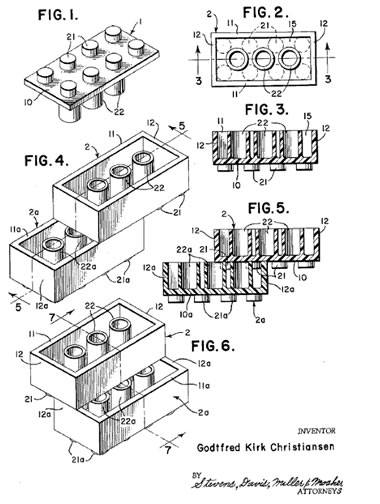 FIG.1.
1
21
10
22
FIG.2.
2
11
21
15
12
12
3
3
11
22
FIG.3.
11
22
15
12
12
10
21
FIG.4.
2
11
12
5
11a
2a
22
21
22a
12a
21a
5
FIG.5.
12
2
22
12
22a
21
12a
21
10
12a
10a
21a
2a
FIG.6.
7
22
12
11
2
12a
11a
12
21
12a
22a
2a
21a
7
INVENTOR
Godtfred Kirk Christiansen
BY
Stevens, Davis, Miller & Mosher
ATTORNEYS